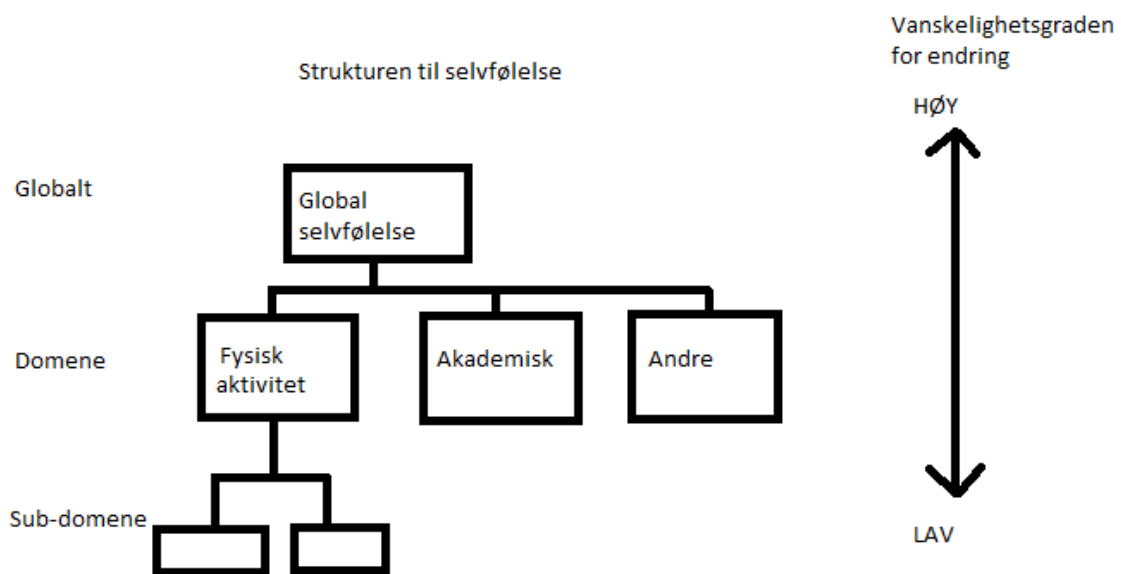 Vanskelighetsgraden
for endring
Strukturen til selvfølelse
HØY
Globalt
Global
selvfølelse
Domene
Fysisk
aktivitet
Akademisk
Andre
Sub-domene
LAV